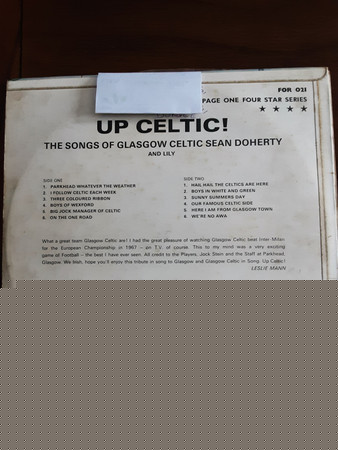 FOR 021
PAGE ONE FOUR STAR SERIES
★ ★ ★ ★
UP CELTIC!
THE SONGS OF GLASGOW CELTIC SEAN DOHERTY
AND LILY
SIDE ONE
1. PARKHEAD WHATEVER THE WEATHER
2. I FOLLOW CELTIC EACH WEEK
3. THREE COLOURED RIBBON
4. BOYS OF WEXFORD
5. BIG JOCK MANAGER OF CELTIC
6. ON THE ONE ROAD
SIDE TWO
1. HAIL HAIL THE CELTICS ARE HERE
2. BOYS IN WHITE AND GREEN
3. SUNNY SUMMERS DAY
4. OUR FAMOUS CELTIC SIDE
5. HERE I AM FROM GLASGOW TOWN
6. WE'RE NO AWA
What a great team Glasgow Celtic are! I had the great pleasure of watching Glasgow Celtic beat Inter-Milan
for the European Championship in 1967 – on T.V. of course. This to my mind was a very exciting
game of Football – the best I have ever seen. All credit to the Players, Jock Stein and the Staff at Parkhead,
Glasgow. We Irish, hope you'll enjoy this tribute in song to Glasgow and Glasgow Celtic in Song. Up Celtic!
LESLIE MANN